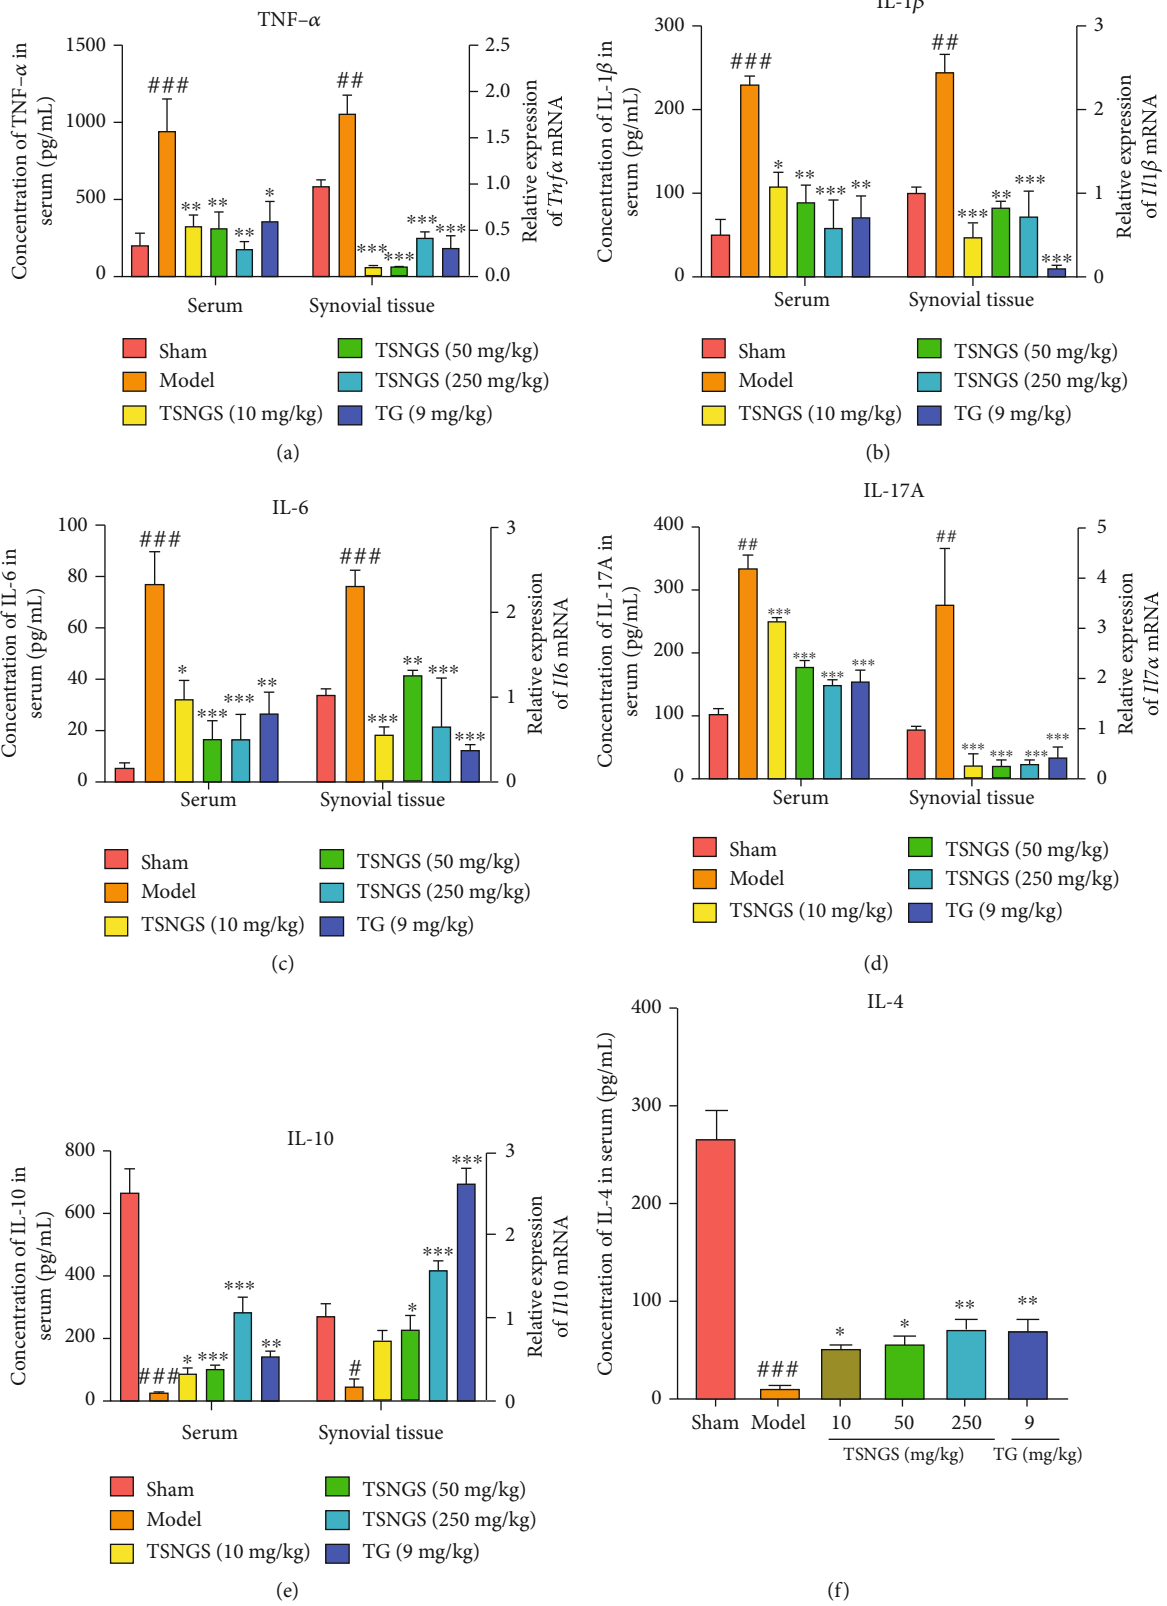 TNF–α
Concentration of TNF–α in
serum (pg/mL)
1500
1000
500
0
###
**
**
**
*
##
***
***
***
***
2.5
2.0
1.5
1.0
0.5
0.0
Relative expression
of Tnfα mRNA
Serum
Synovial tissue
Sham
Model
TSNGS (10 mg/kg)
TSNGS (50 mg/kg)
TSNGS (250 mg/kg)
TG (9 mg/kg)
(a)
IL-1β
Concentration of IL-1β in
serum (pg/mL)
300
200
100
0
###
*
**
***
**
##
***
**
***
***
3
2
1
0
Relative expression
of Il1β mRNA
Serum
Synovial tissue
Sham
Model
TSNGS (10 mg/kg)
TSNGS (50 mg/kg)
TSNGS (250 mg/kg)
TG (9 mg/kg)
(b)
IL-6
Concentration of IL-6 in
serum (pg/mL)
100
80
60
40
20
0
###
*
***
***
**
###
***
**
***
***
3
2
1
0
Relative expression
of Il6 mRNA
Serum
Synovial tissue
Sham
Model
TSNGS (10 mg/kg)
TSNGS (50 mg/kg)
TSNGS (250 mg/kg)
TG (9 mg/kg)
(c)
IL-17A
Concentration of IL-17A in
serum (pg/mL)
400
300
200
100
0
##
***
***
***
***
##
***
***
***
***
5
4
3
2
1
0
Relative expression
of Il7α mRNA
Serum
Synovial tissue
Sham
Model
TSNGS (10 mg/kg)
TSNGS (50 mg/kg)
TSNGS (250 mg/kg)
TG (9 mg/kg)
(d)
IL-10
Concentration of IL-10 in
serum (pg/mL)
800
600
400
200
0
###
*
***
***
**
#
*
***
***
3
2
1
0
Relative expression
of Il10 mRNA
Serum
Synovial tissue
Sham
Model
TSNGS (10 mg/kg)
TSNGS (50 mg/kg)
TSNGS (250 mg/kg)
TG (9 mg/kg)
(e)
IL-4
Concentration of IL-4 in serum (pg/mL)
400
300
200
100
0
###
*
*
**
**
Sham
Model
10
50
250
9
TSNGS (mg/kg)
TG (mg/kg)
(f)